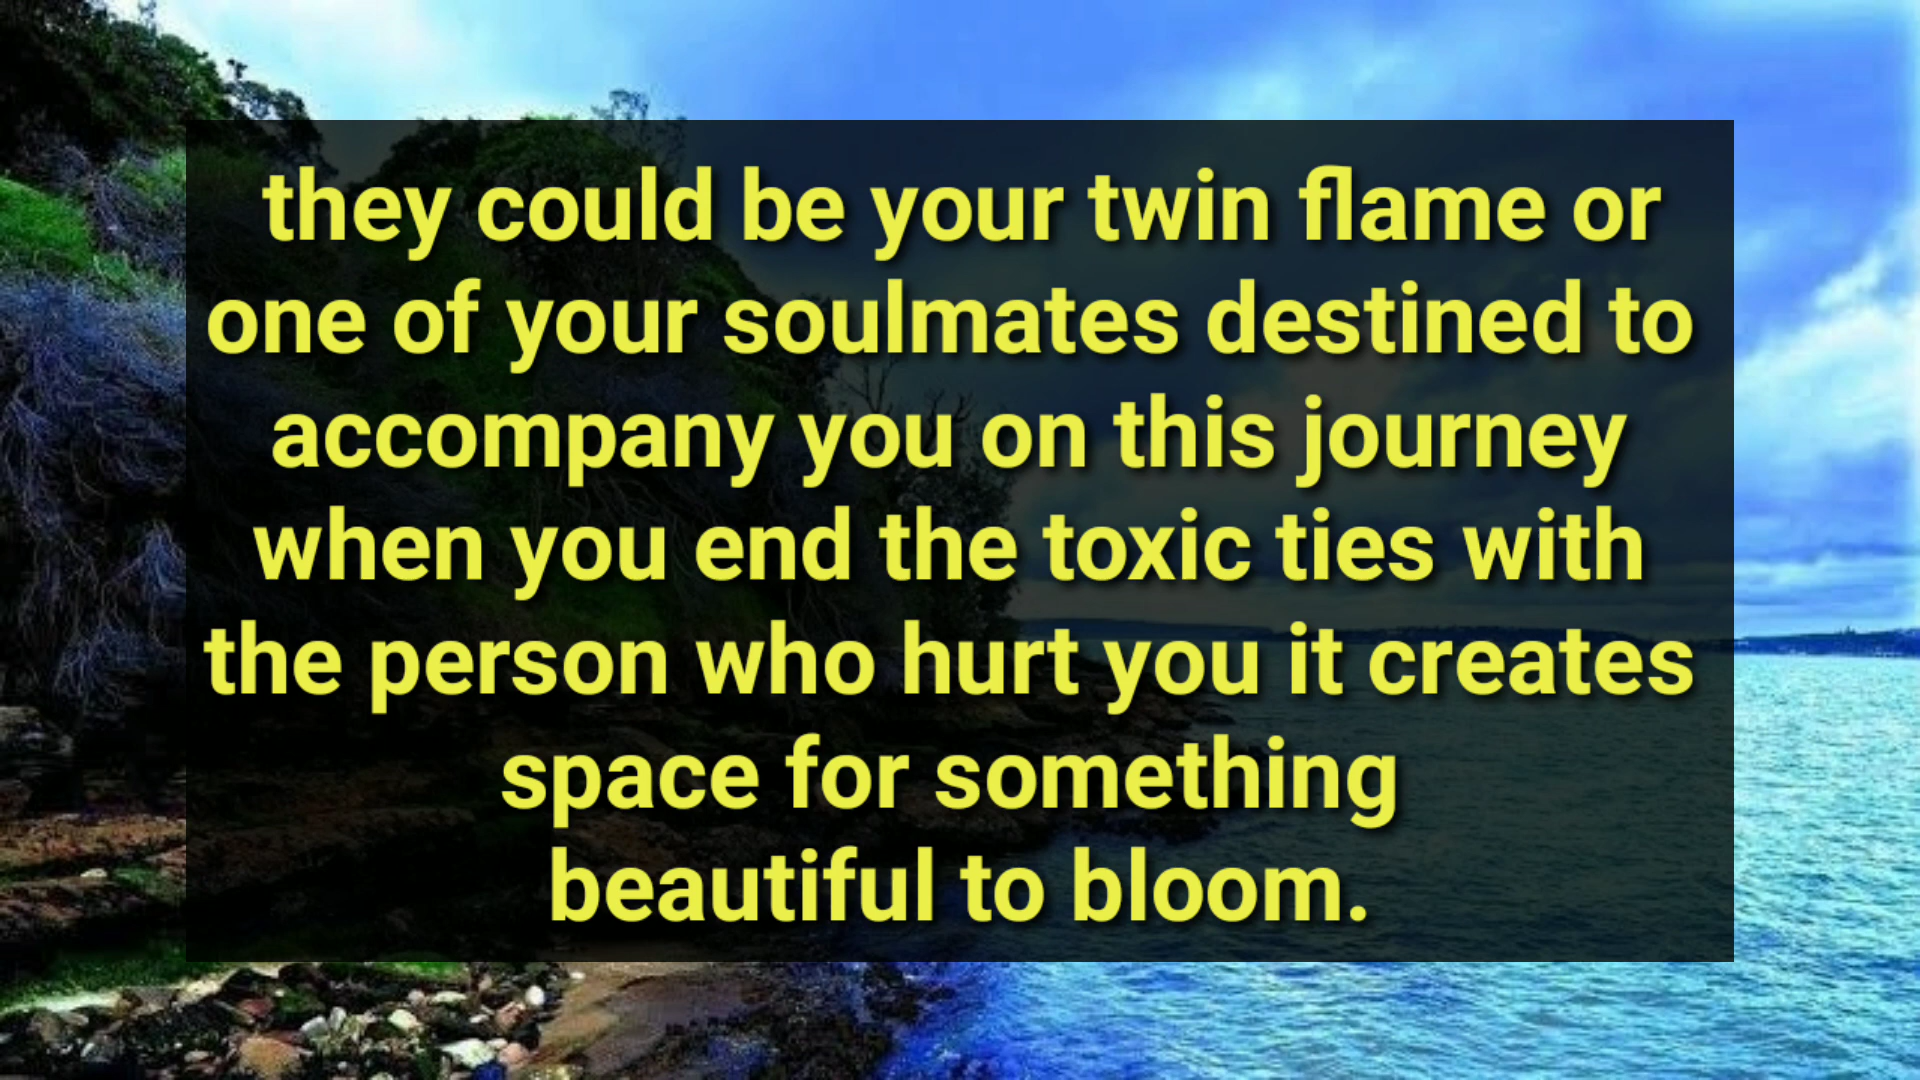 they could be your twin flame or
one of your soulmates destined to
accompany you on this journey
when you end the toxic ties with
the person who hurt you it creates
space for something
beautiful to bloom.